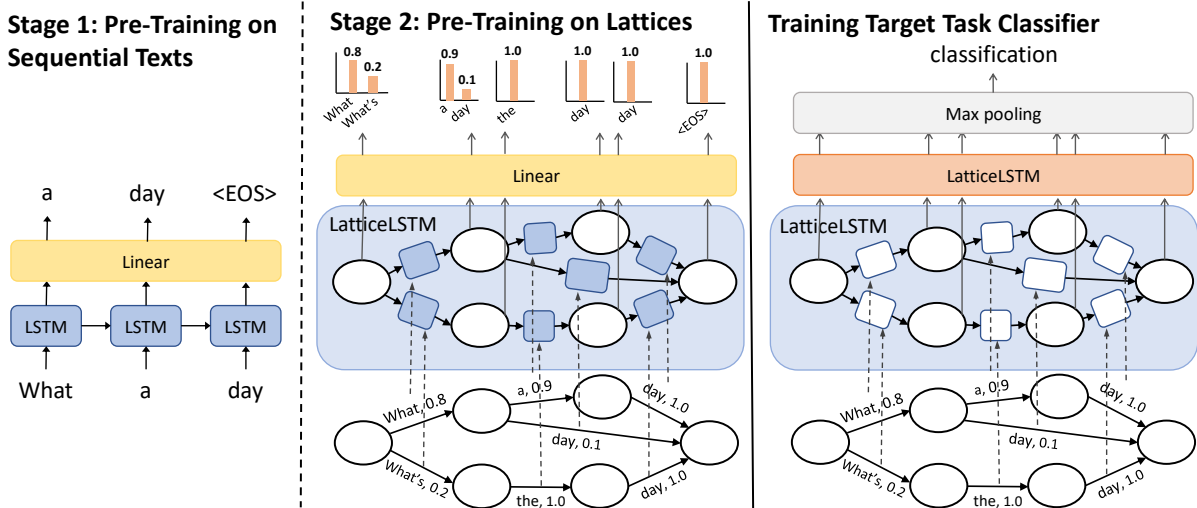 Stage 1: Pre-Training on
Sequential Texts
a day <EOS>
Linear
LSTM LSTM LSTM
What a day
Stage 2: Pre-Training on Lattices
0.8 0.2 0.9 0.1 1.0 1.0 1.0 1.0
What What's a day the day day <EOS>
Linear
LatticeLSTM
What, 0.8
a, 0.9
day, 1.0
day, 0.1
What's, 0.2
the, 1.0
day, 1.0
Training Target Task Classifier
classification
Max pooling
LatticeLSTM
LatticeLSTM
What, 0.8
a, 0.9
day, 1.0
day, 0.1
What's, 0.2
the, 1.0
day, 1.0